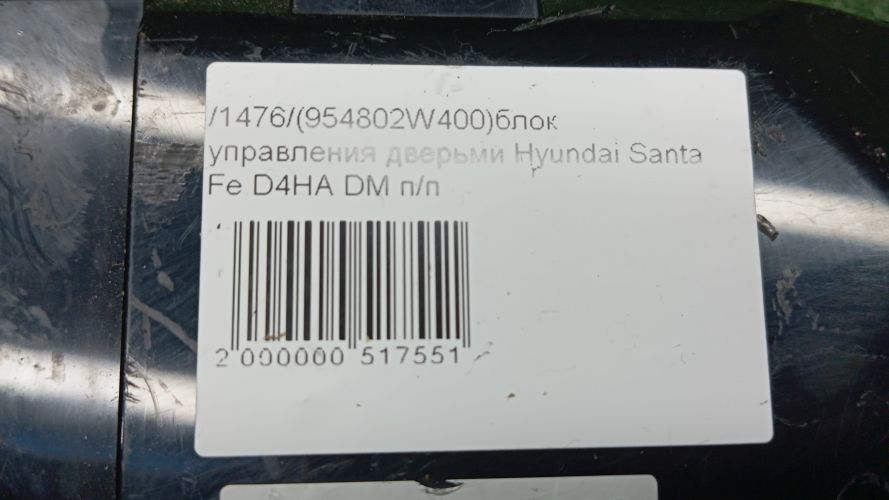 /1476/(954802W400)блок
управления дверьми Hyundai Santa
Fe D4HA DM п/п
2 000000 517551